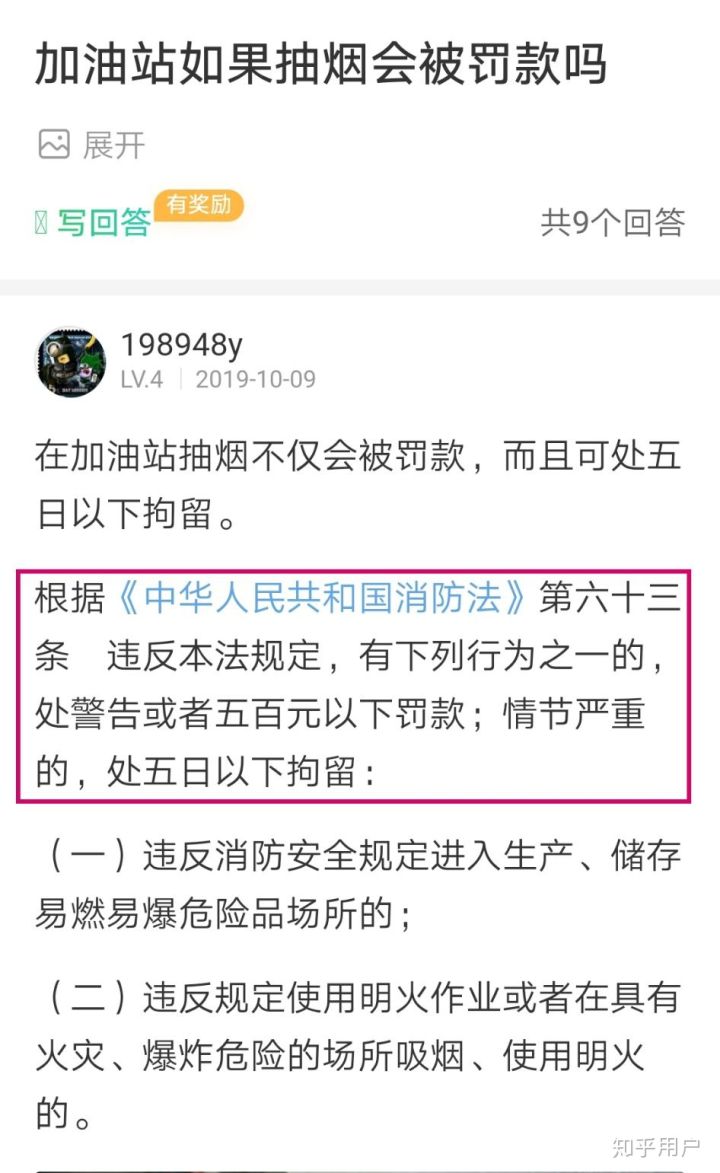 加油站如果抽烟会被罚款吗
展开
写回答 有奖励 共9个回答
198948y
LV.4 2019-10-09
在加油站抽烟不仅会被罚款，而且可处五
日以下拘留。
根据《中华人民共和国消防法》第六十三
条　违反本法规定，有下列行为之一的，
处警告或者五百元以下罚款；情节严重
的，处五日以下拘留：
（一）违反消防安全规定进入生产、储存
易燃易爆危险品场所的；
（二）违反规定使用明火作业或者在具有
火灾、爆炸危险的场所吸烟、使用明火
的。
知乎用户